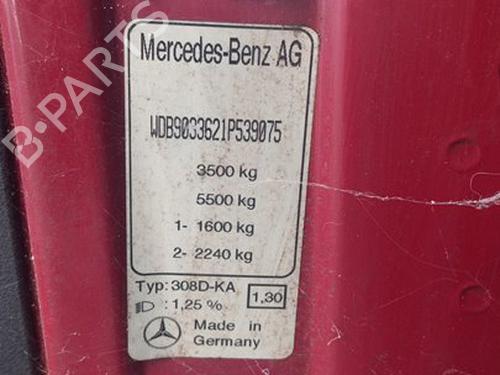 Mercedes-Benz AG
WDB9033621P539075
3500 kg
5500 kg
1- 1600 kg
2- 2240 kg
Typ: 308D-KA 1,30
: 1,25 %
Made in
Germany
B-PARTS